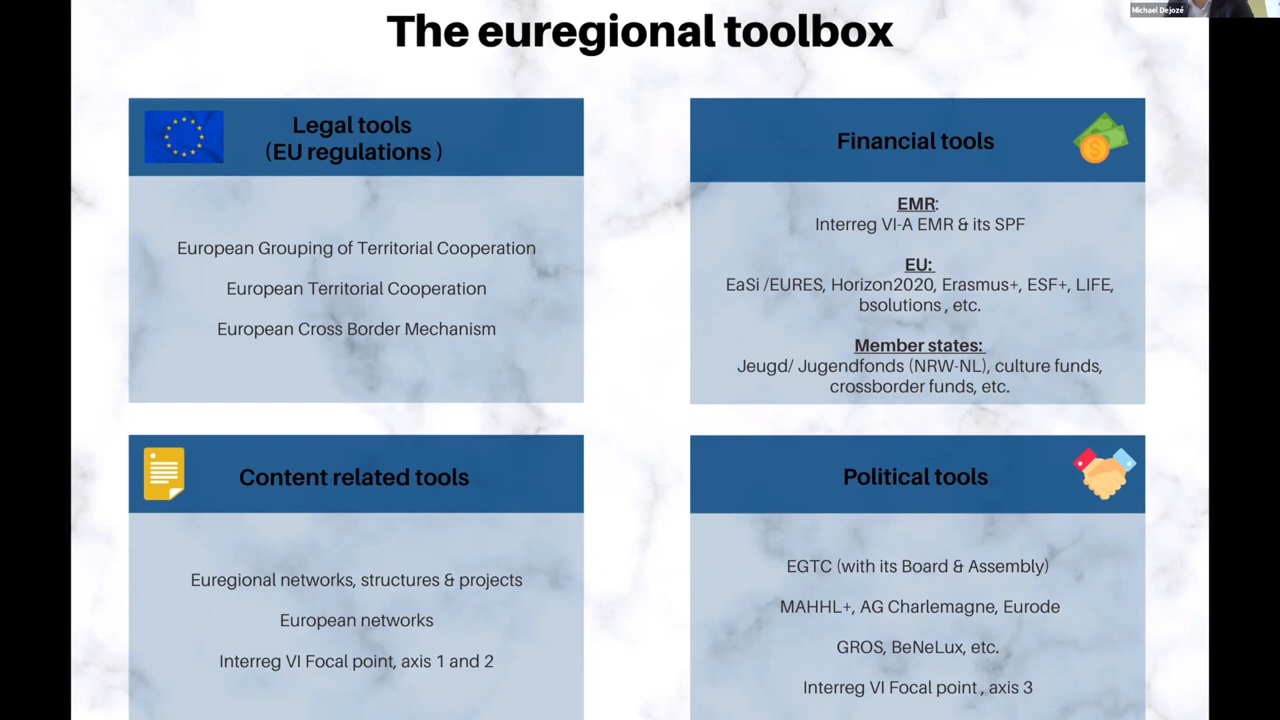 Michael Dejozé
The euregional toolbox
Legal tools
(EU regulations )
European Grouping of Territorial Cooperation
European Territorial Cooperation
European Cross Border Mechanism
Financial tools
EMR:
Interreg VI-A EMR & its SPF
EU:
EaSi /EURES, Horizon2020, Erasmus+, ESF+, LIFE,
bsolutions , etc.
Member states:
Jeugd/ Jugendfonds (NRW-NL), culture funds,
crossborder funds, etc.
Content related tools
Euregional networks, structures & projects
European networks
Interreg VI Focal point, axis 1 and 2
Political tools
EGTC (with its Board & Assembly)
MAHHL+, AG Charlemagne, Eurode
GROS, BeNeLux, etc.
Interreg VI Focal point , axis 3